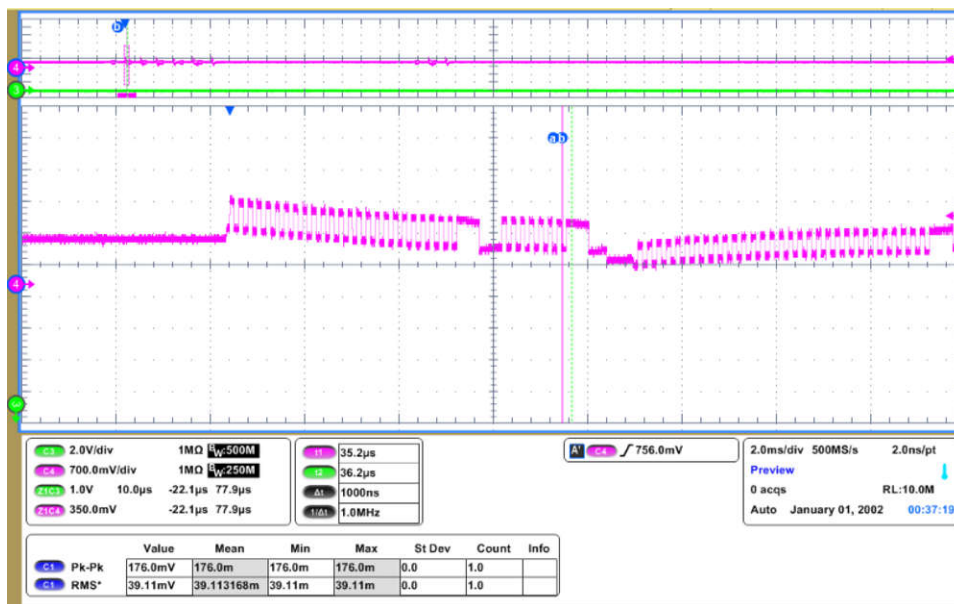 b
4
3
a b
4
3
C3 2.0V/div 1MΩ BW:500M
C4 700.0mV/div 1MΩ BW:250M
Z1C3 1.0V 10.0µs -22.1µs 77.9µs
Z1C4 350.0mV -22.1µs 77.9µs
t1 35.2µs
t2 36.2µs
Δt 1000ns
1/Δt 1.0MHz
A' C4 756.0mV
2.0ms/div 500MS/s 2.0ns/pt
Preview
0 acqs RL:10.0M
Auto January 01, 2002 00:37:19
Value Mean Min Max St Dev Count Info
C1 Pk-Pk 176.0mV 176.0m 176.0m 176.0m 0.0 1.0
C1 RMS* 39.11mV 39.113168m 39.11m 39.11m 0.0 1.0